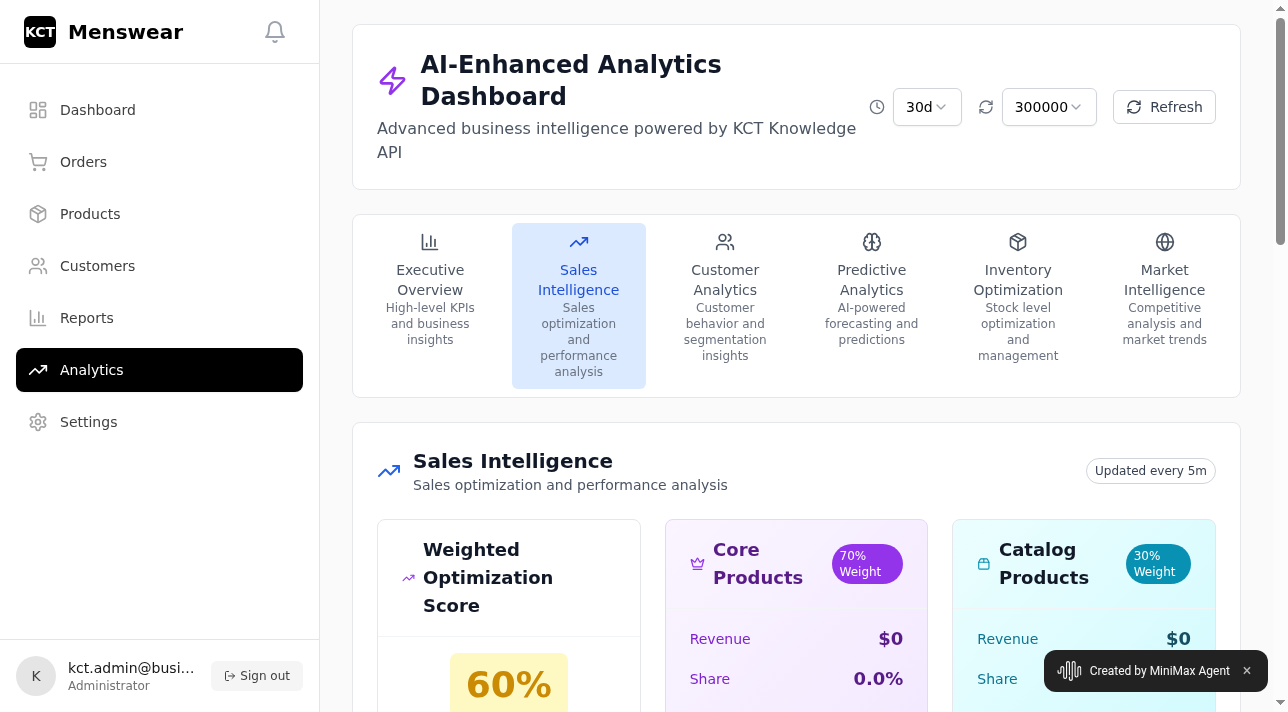 KCT Menswear
Dashboard
Orders
Products
Customers
Reports
Analytics
Settings
K
kct.admin@busi...
Administrator
Sign out
AI-Enhanced Analytics
Dashboard
Advanced business intelligence powered by KCT Knowledge
API
30d
300000
Refresh
Executive
Overview
High-level KPIs
and business
insights
Sales
Intelligence
Sales
optimization
and
performance
analysis
Customer
Analytics
Customer
behavior and
segmentation
insights
Predictive
Analytics
AI-powered
forecasting and
predictions
Inventory
Optimization
Stock level
optimization
and
management
Market
Intelligence
Competitive
analysis and
market trends
Sales Intelligence
Sales optimization and performance analysis
Updated every 5m
Weighted
Optimization
Score
60%
Core
Products
70%
Weight
Revenue $0
Share 0.0%
Catalog
Products
30%
Weight
Revenue $0
Share
Created by MiniMax Agent ×